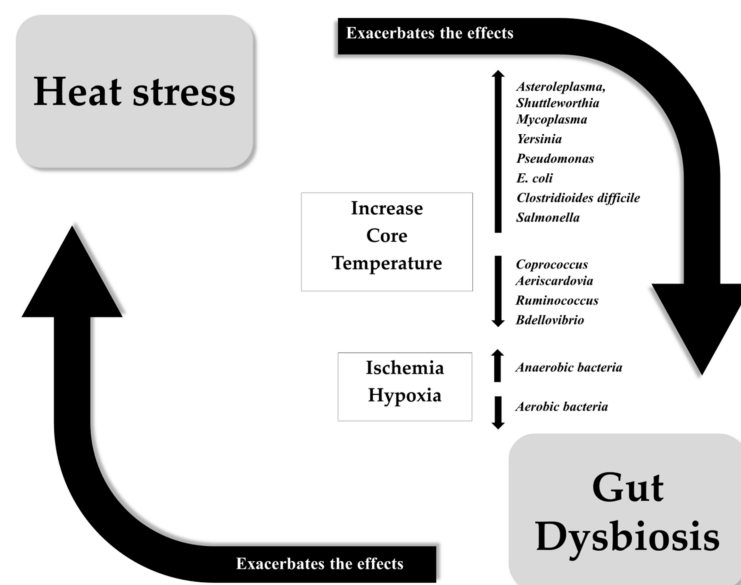 Exacerbates the effects
Heat stress
Asteroleplasma,
Shuttleworthia
Mycoplasma
Yersinia
Pseudomonas
E. coli
Clostridioides difficile
Salmonella
Increase
Core
Temperature
Coprococcus
Aeriscardovia
Ruminococcus
Bdellovibrio
Ischemia
Hypoxia
Anaerobic bacteria
Aerobic bacteria
Gut
Dysbiosis
Exacerbates the effects